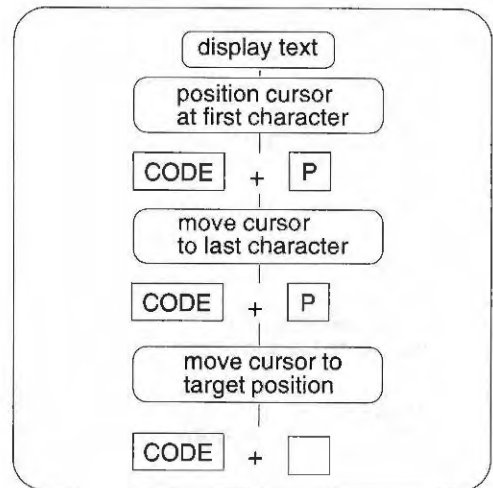 display text
position cursor
at first character
CODE + P
move cursor
to last character
CODE + P
move cursor to
target position
CODE +